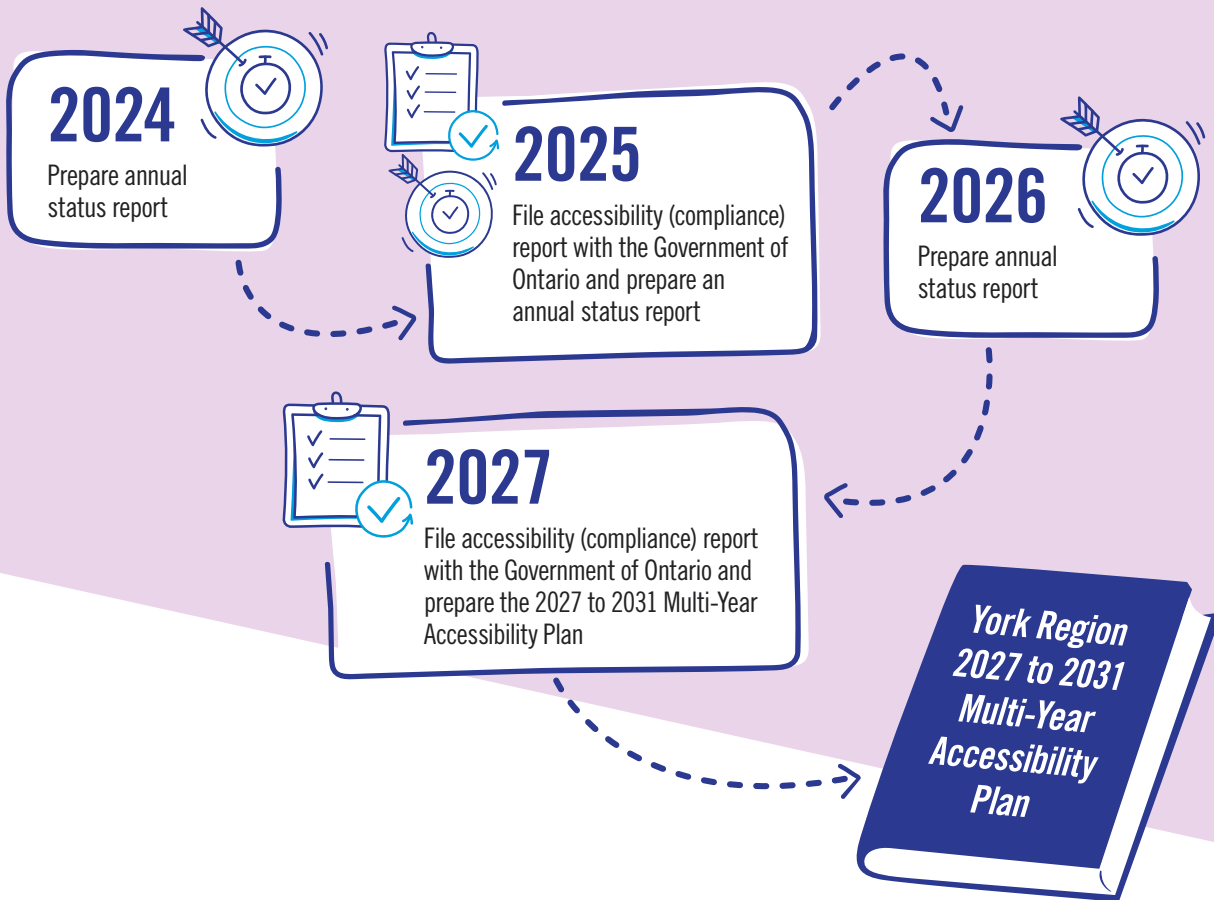 2024
Prepare annual
status report
2025
File accessibility (compliance)
report with the Government of
Ontario and prepare an
annual status report
2026
Prepare annual
status report
2027
File accessibility (compliance) report
with the Government of Ontario and
prepare the 2027 to 2031 Multi-Year
Accessibility Plan
York Region
2027 to 2031
Multi-Year
Accessibility
Plan